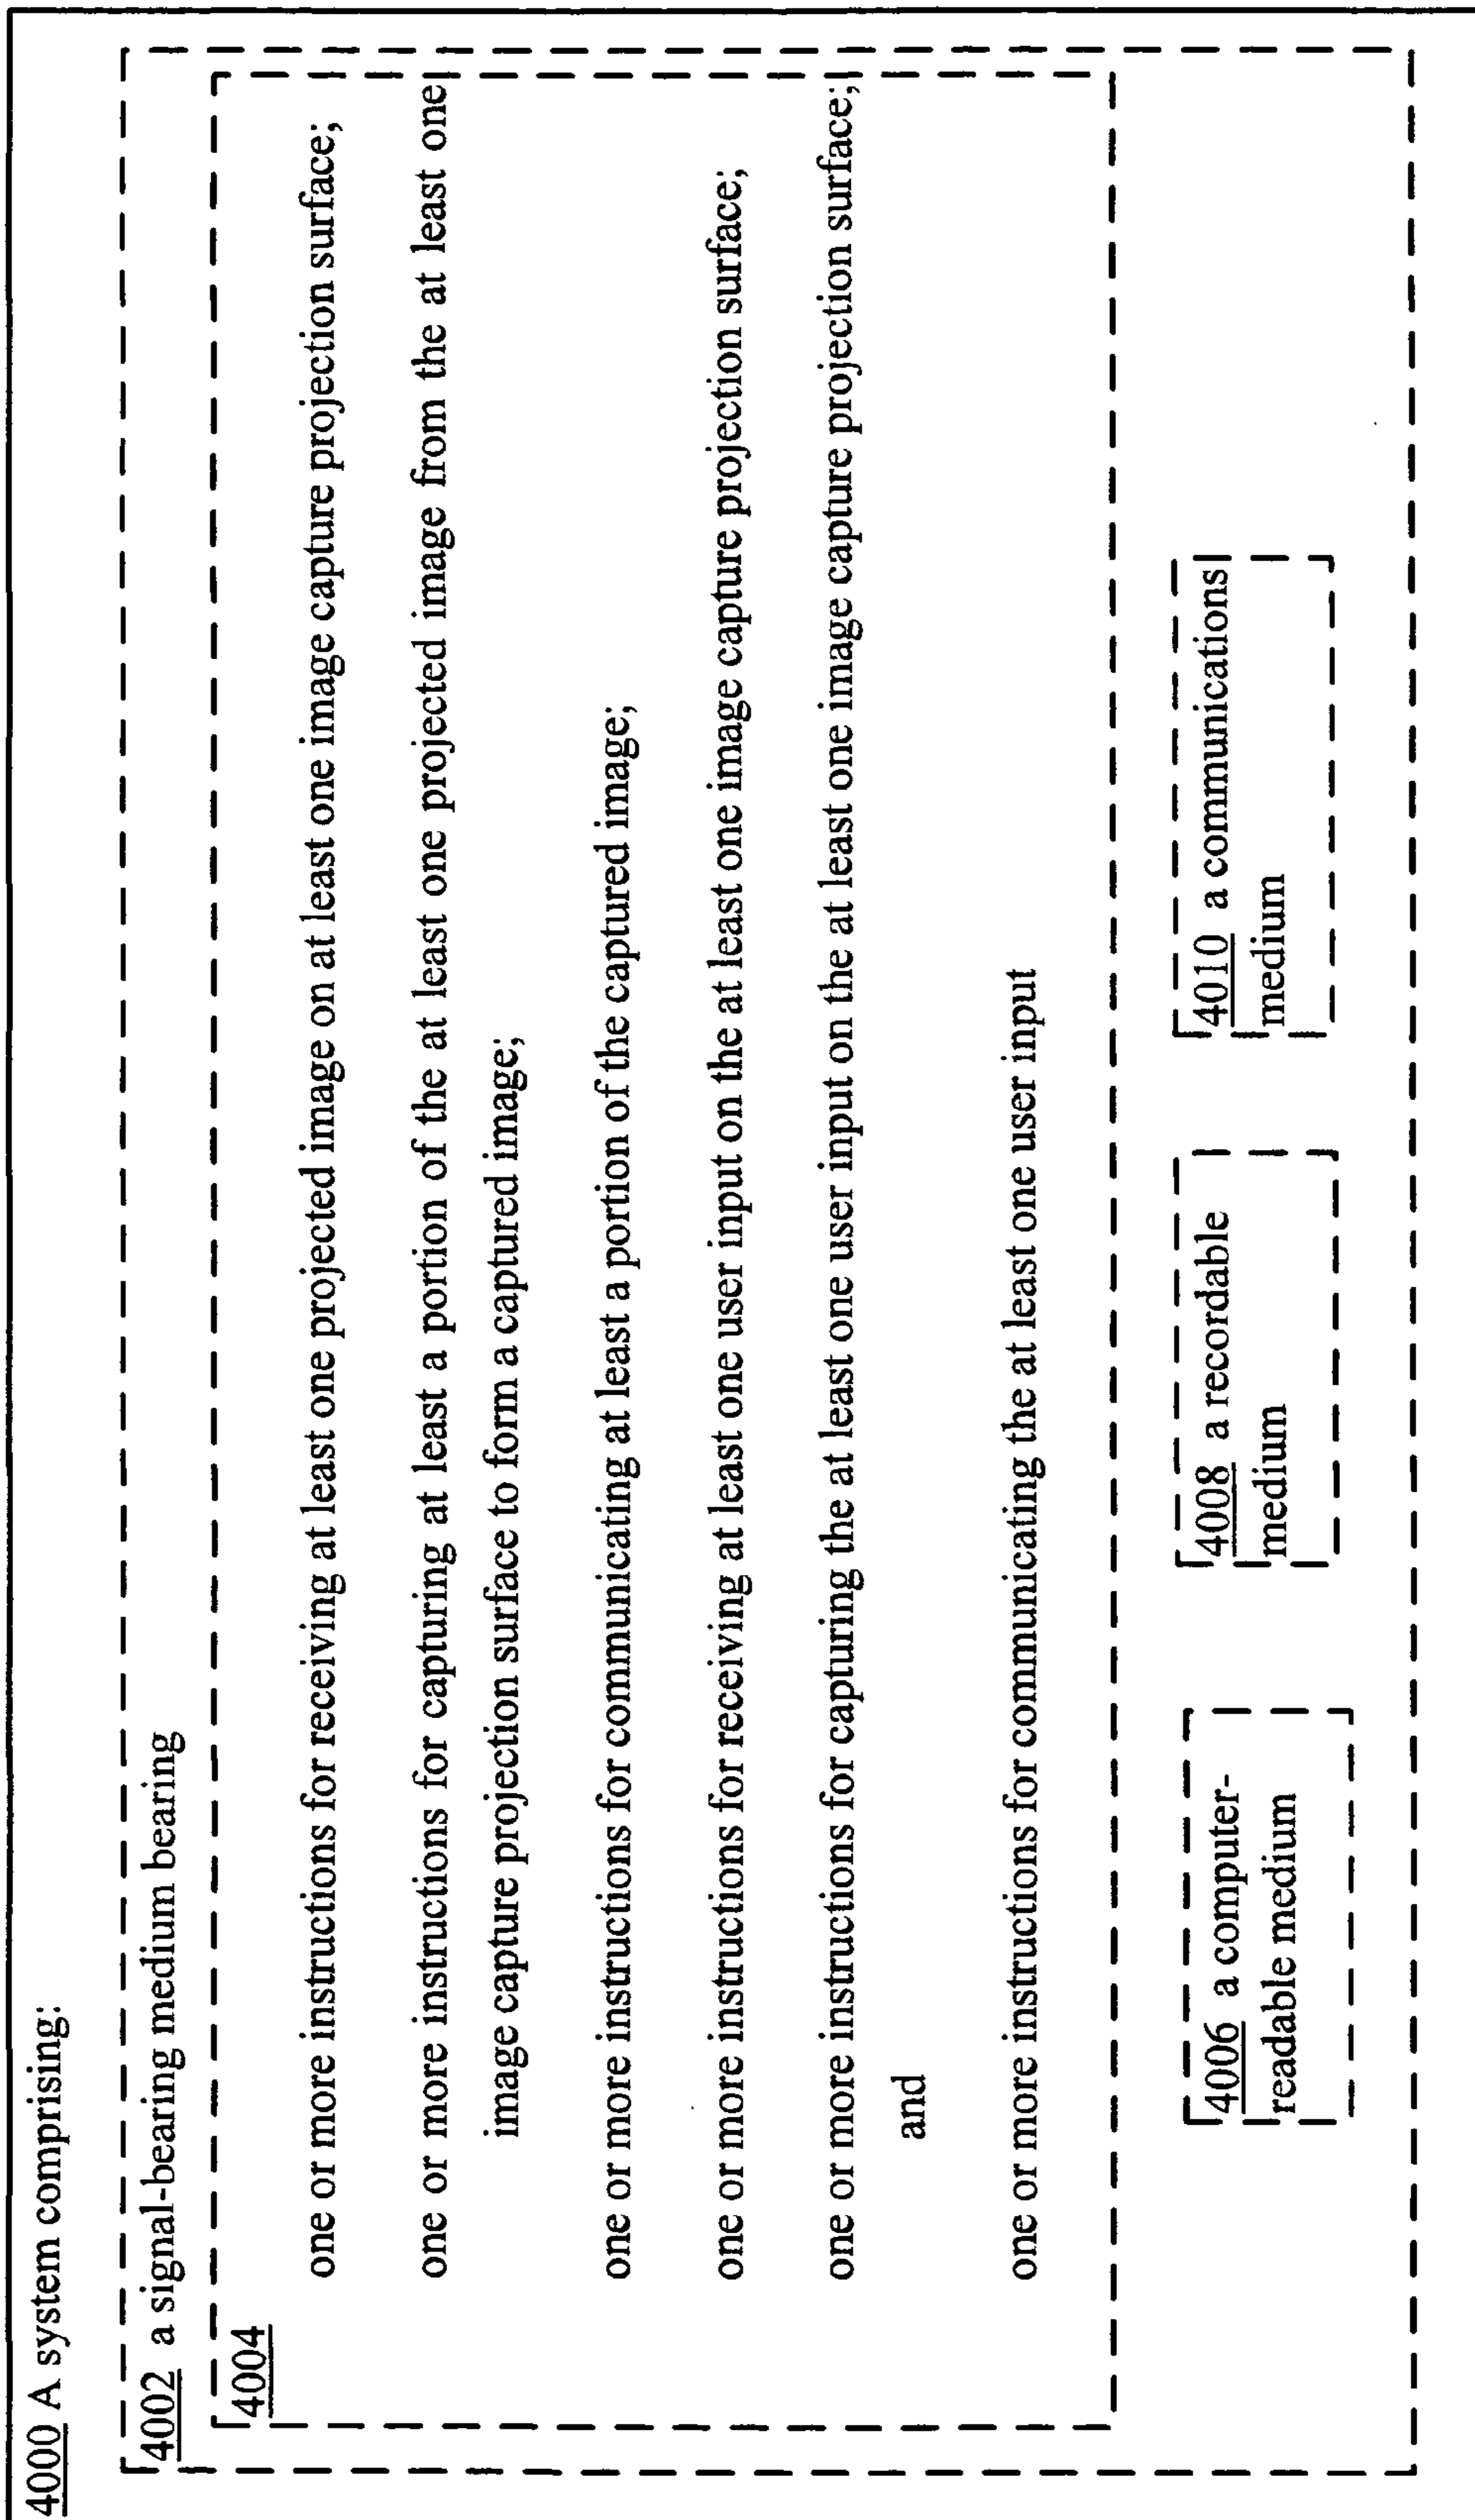 4000 A system comprising:
4002 a signal-bearing medium bearing
4004
one or more instructions for receiving at least one projected image on at least one image capture projection surface;
one or more instructions for capturing at least a portion of the at least one projected image from the at least one
image capture projection surface to form a captured image;
one or more instructions for communicating at least a portion of the captured image;
one or more instructions for receiving at least one user input on the at least one image capture projection surface;
one or more instructions for capturing the at least one user input on the at least one image capture projection surface;
and
one or more instructions for communicating the at least one user input
4006 a computer-
readable medium
4008 a recordable
medium
4010 a communications
medium